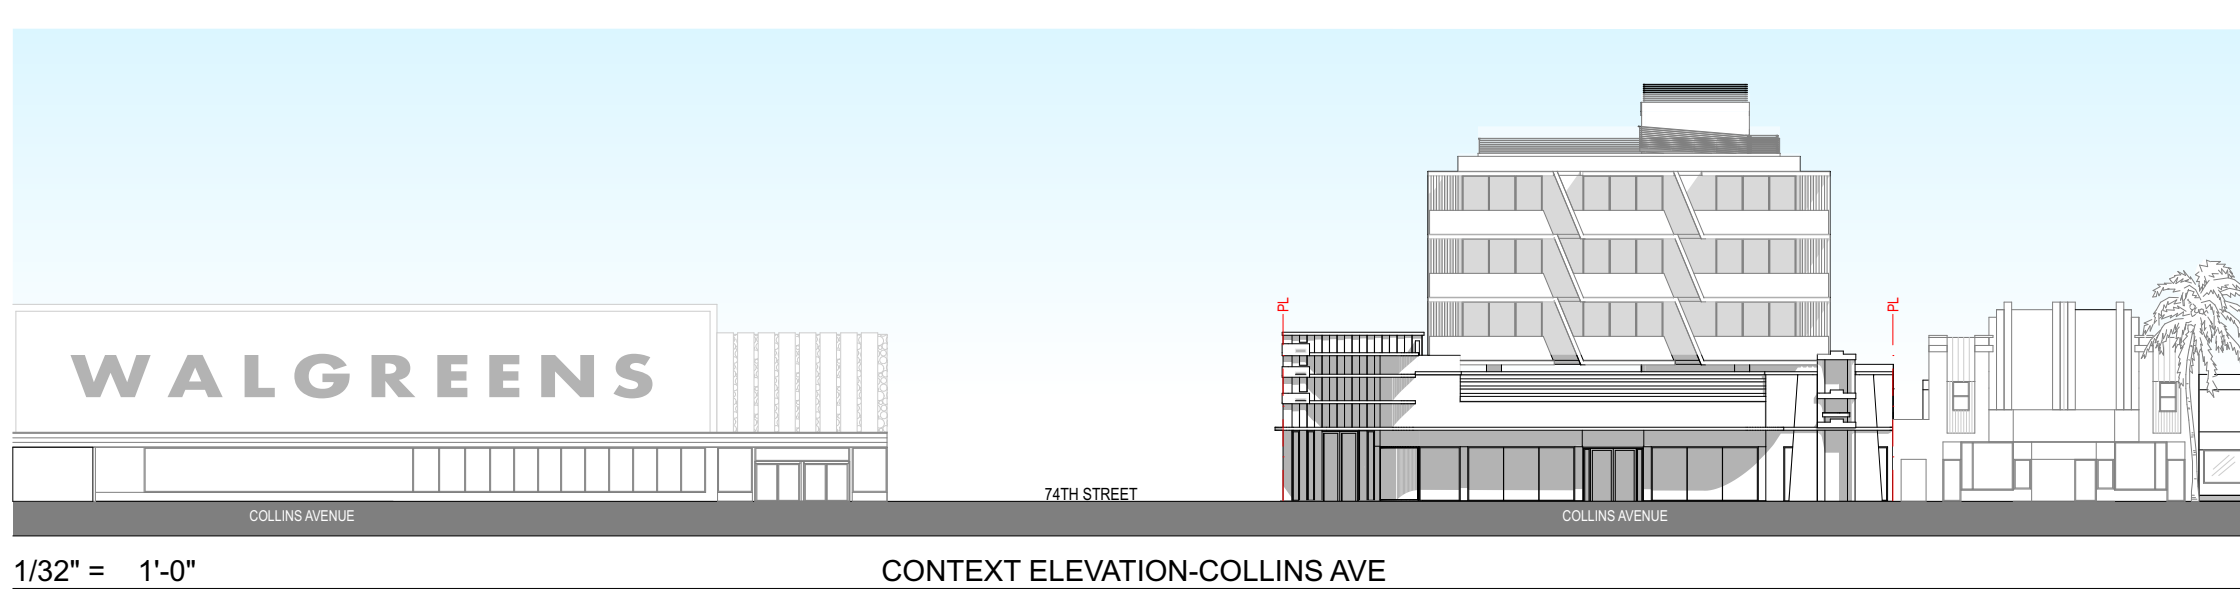 PL
PL
WALGREENS
74TH STREET
COLLINS AVENUE
COLLINS AVENUE
1/32" = 1'-0"
CONTEXT ELEVATION-COLLINS AVE